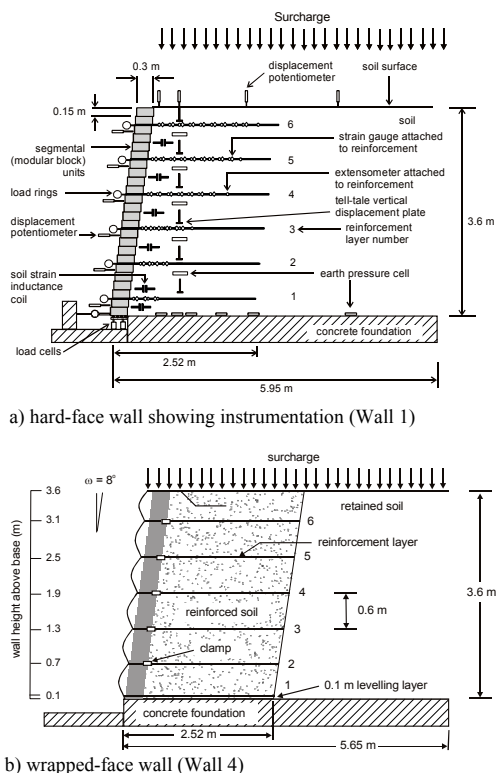 Surcharge
0.3 m
displacement
potentiometer
soil surface
0.15 m
soil
6
segmental
(modular block)
units
strain gauge attached
to reinforcement
5
extensometer attached
to reinforcement
load rings
4
tell-tale vertical
displacement plate
3.6 m
displacement
potentiometer
3
reinforcement
layer number
2
soil strain
inductance
coil
earth pressure cell
1
concrete foundation
load cells
2.52 m
5.95 m
a) hard-face wall showing instrumentation (Wall 1)
surcharge
ω = 8°
3.6
retained soil
3.1
6
wall height above base (m)
2.5
5
reinforcement layer
1.9
4
3.6 m
reinforced soil
0.6 m
1.3
3
clamp
0.7
2
1
0.1 m levelling layer
0.1
concrete foundation
2.52 m
5.65 m
b) wrapped-face wall (Wall 4)